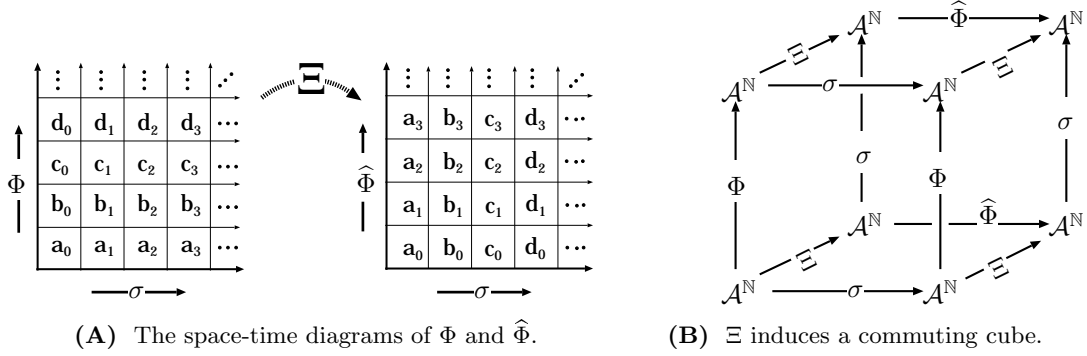 ⋮ ⋮ ⋮ ⋮ ⋰ Ξ ⋮ ⋮ ⋮ ⋮ ⋰
d₀ d₁ d₂ d₃ ⋯ a₃ b₃ c₃ d₃ ⋯
c₀ c₁ c₂ c₃ ⋯ a₂ b₂ c₂ d₂ ⋯
Φ Φ̂
b₀ b₁ b₂ b₃ ⋯ a₁ b₁ c₁ d₁ ⋯
a₀ a₁ a₂ a₃ ⋯ a₀ b₀ c₀ d₀ ⋯
σ σ
(A) The space-time diagrams of Φ and Φ̂.
𝒜^ℕ Φ̂ 𝒜^ℕ
Ξ Ξ
𝒜^ℕ σ 𝒜^ℕ
σ σ
Φ Φ
𝒜^ℕ Φ̂ 𝒜^ℕ
Ξ Ξ
𝒜^ℕ σ 𝒜^ℕ
(B) Ξ induces a commuting cube.